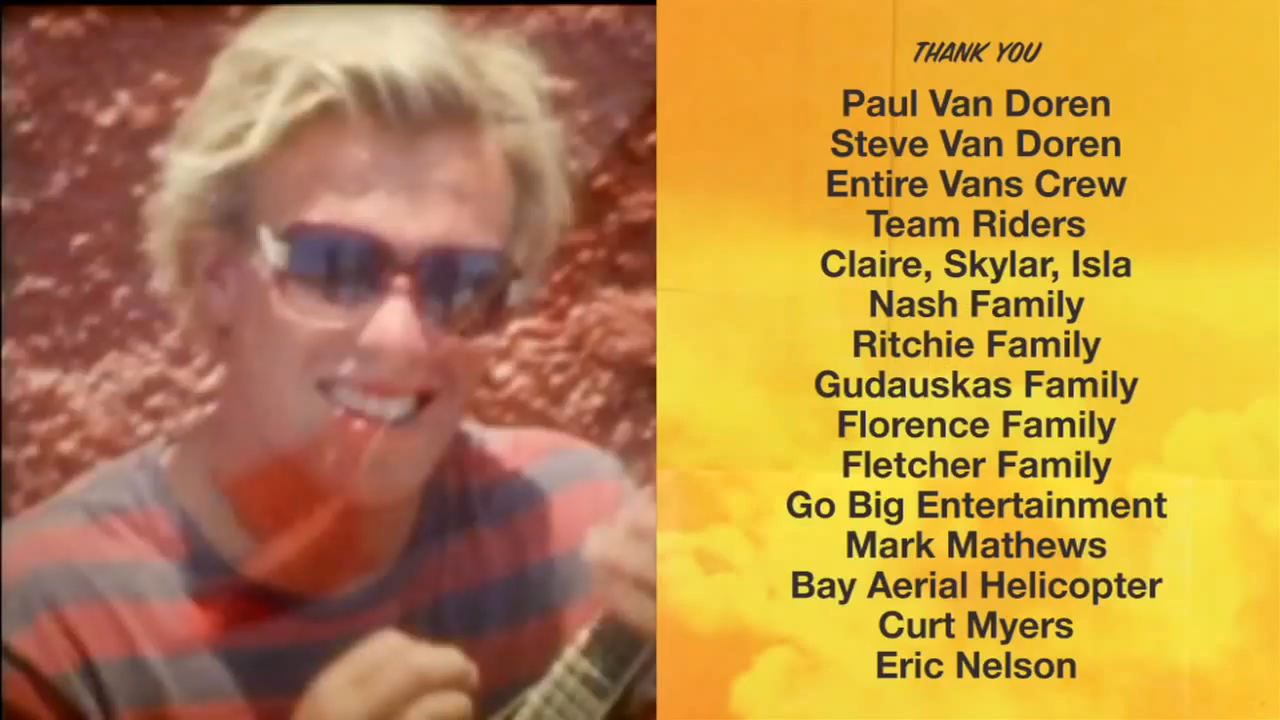 THANK YOU
Paul Van Doren
Steve Van Doren
Entire Vans Crew
Team Riders
Claire, Skylar, Isla
Nash Family
Ritchie Family
Gudauskas Family
Florence Family
Fletcher Family
Go Big Entertainment
Mark Mathews
Bay Aerial Helicopter
Curt Myers
Eric Nelson